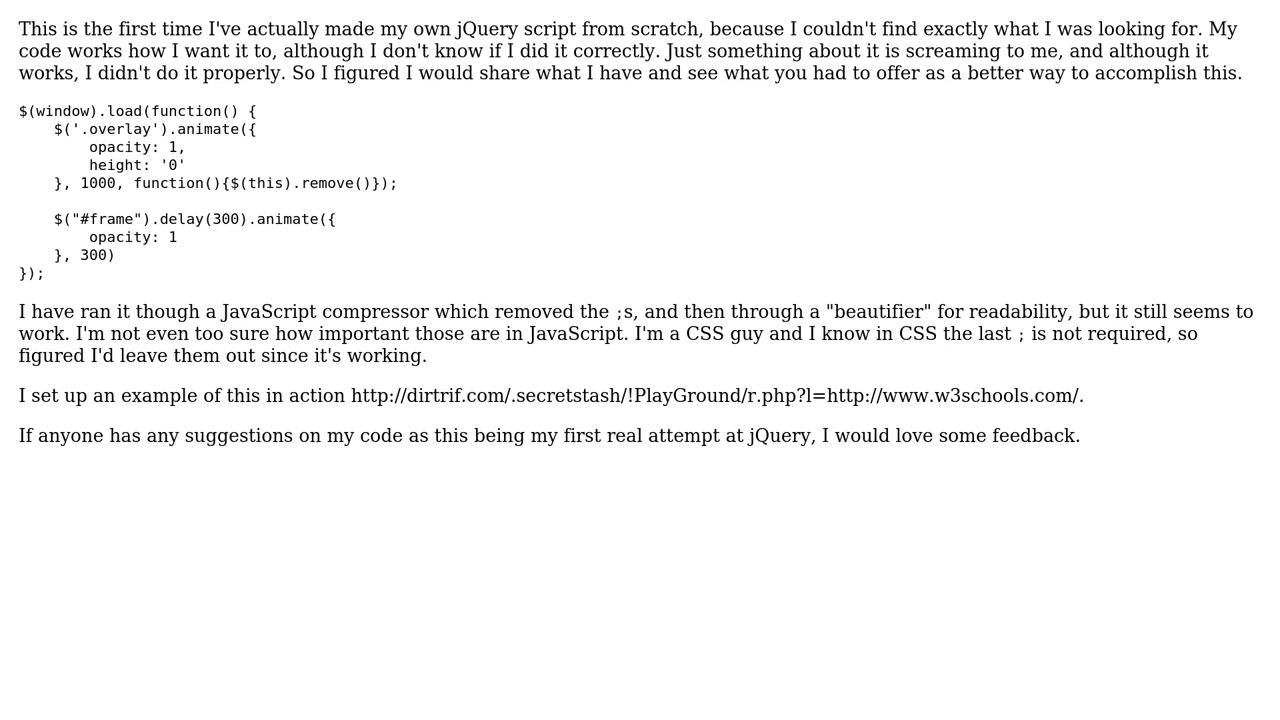 This is the first time I've actually made my own jQuery script from scratch, because I couldn't find exactly what I was looking for. My
code works how I want it to, although I don't know if I did it correctly. Just something about it is screaming to me, and although it
works, I didn't do it properly. So I figured I would share what I have and see what you had to offer as a better way to accomplish this.
$(window).load(function() {
    $('.overlay').animate({
        opacity: 1,
        height: '0'
    }, 1000, function(){$(this).remove()});
    $("#frame").delay(300).animate({
        opacity: 1
    }, 300)
});
I have ran it though a JavaScript compressor which removed the ;s, and then through a "beautifier" for readability, but it still seems to
work. I'm not even too sure how important those are in JavaScript. I'm a CSS guy and I know in CSS the last ; is not required, so
figured I'd leave them out since it's working.
I set up an example of this in action http://dirtrif.com/.secretstash/!PlayGround/r.php?l=http://www.w3schools.com/.
If anyone has any suggestions on my code as this being my first real attempt at jQuery, I would love some feedback.